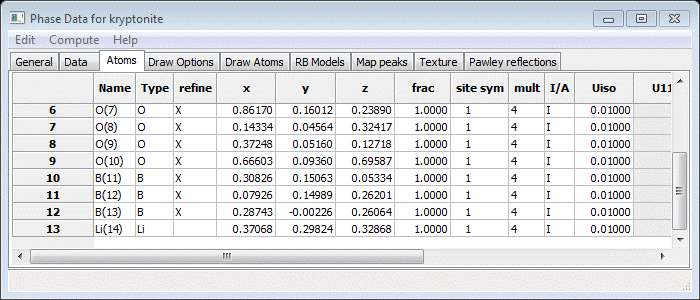 Phase Data for kryptonite
Edit Compute Help
General Data Atoms Draw Options Draw Atoms RB Models Map peaks Texture Pawley reflections
Name Type refine x y z frac site sym mult I/A Uiso U11
6 O(7) O X 0.86170 0.16012 0.23890 1.0000 1 4 I 0.01000
7 O(8) O X 0.14334 0.04564 0.32417 1.0000 1 4 I 0.01000
8 O(9) O X 0.37248 0.05160 0.12718 1.0000 1 4 I 0.01000
9 O(10) O X 0.66603 0.09360 0.69587 1.0000 1 4 I 0.01000
10 B(11) B X 0.30826 0.15063 0.05334 1.0000 1 4 I 0.01000
11 B(12) B X 0.07926 0.14989 0.26201 1.0000 1 4 I 0.01000
12 B(13) B X 0.28743 -0.00226 0.26064 1.0000 1 4 I 0.01000
13 Li(14) Li 0.37068 0.29824 0.32868 1.0000 1 4 I 0.01000